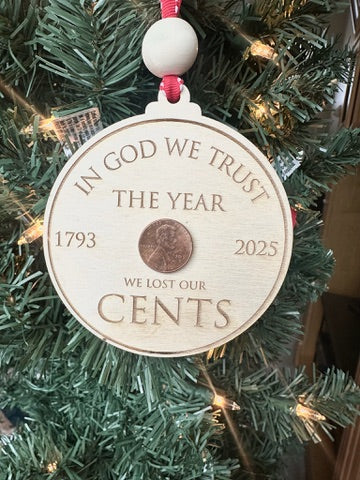 IN GOD WE TRUST
THE YEAR
1793 2025
WE LOST OUR
CENTS